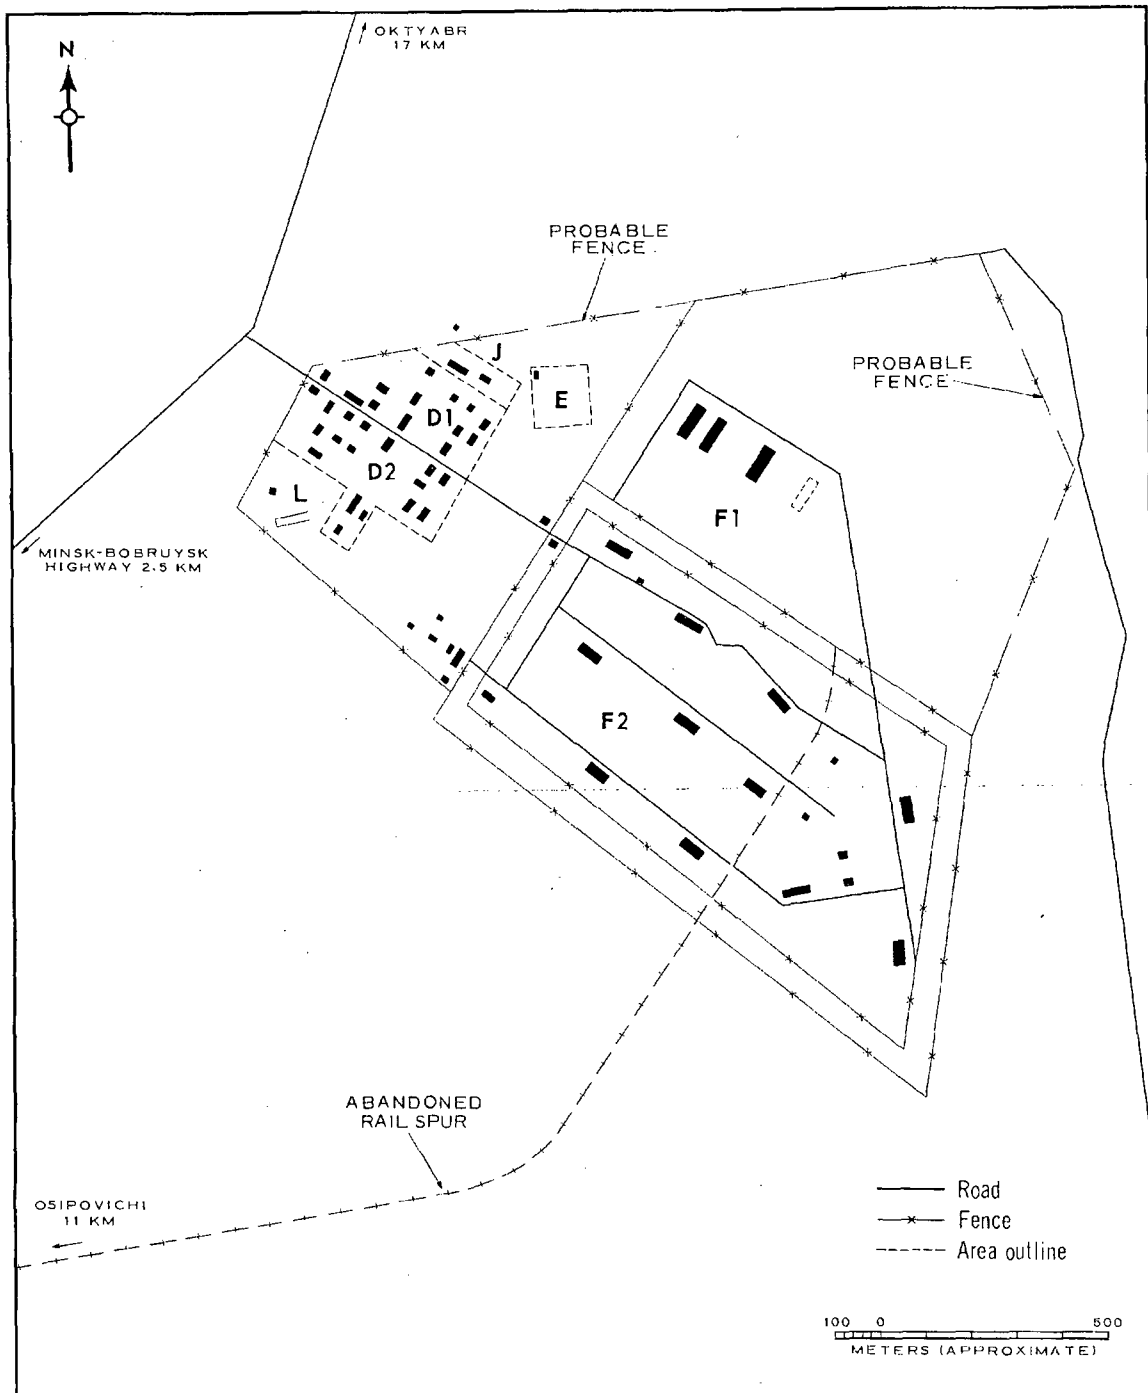 OKTYABR
17 KM
N
PROBABLE
FENCE
PROBABLE
FENCE
J
E
D1
D2
L
F1
MINSK-BOBRUYSK
HIGHWAY 2.5 KM
F2
ABANDONED
RAIL SPUR
OSIPOVICHI
11 KM
Road
Fence
Area outline
100 0 500
METERS (APPROXIMATE)